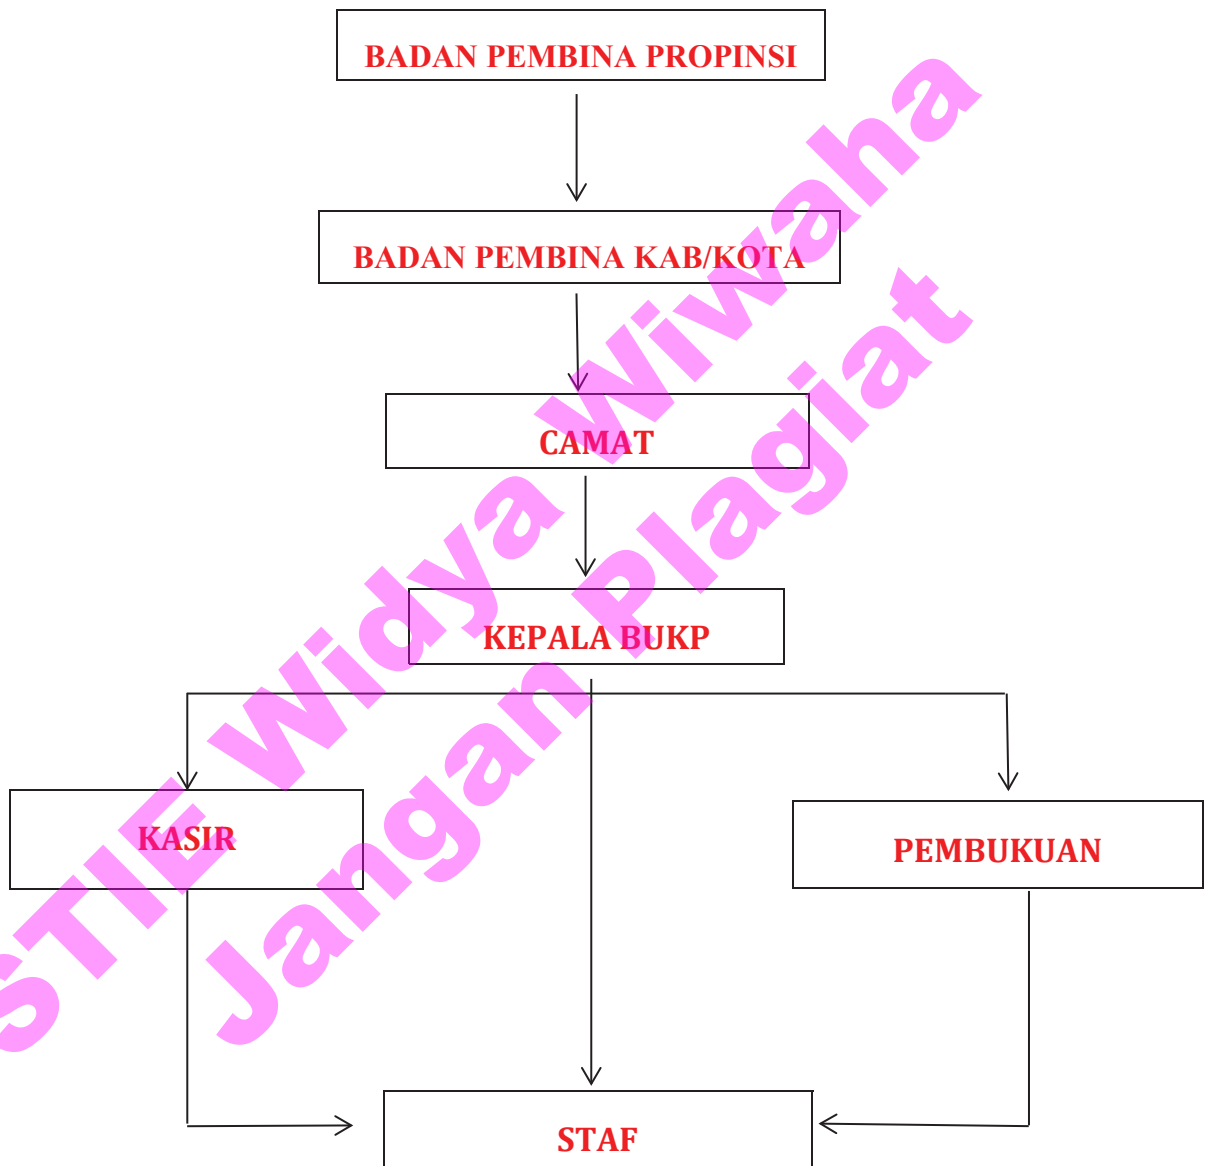 BADAN PEMBINA PROPINSI
BADAN PEMBINA KAB/KOTA
CAMAT
KEPALA BUKP
KASIR
PEMBUKUAN
STAF
STIE Widya Wiwaha
Jangan Plagiat